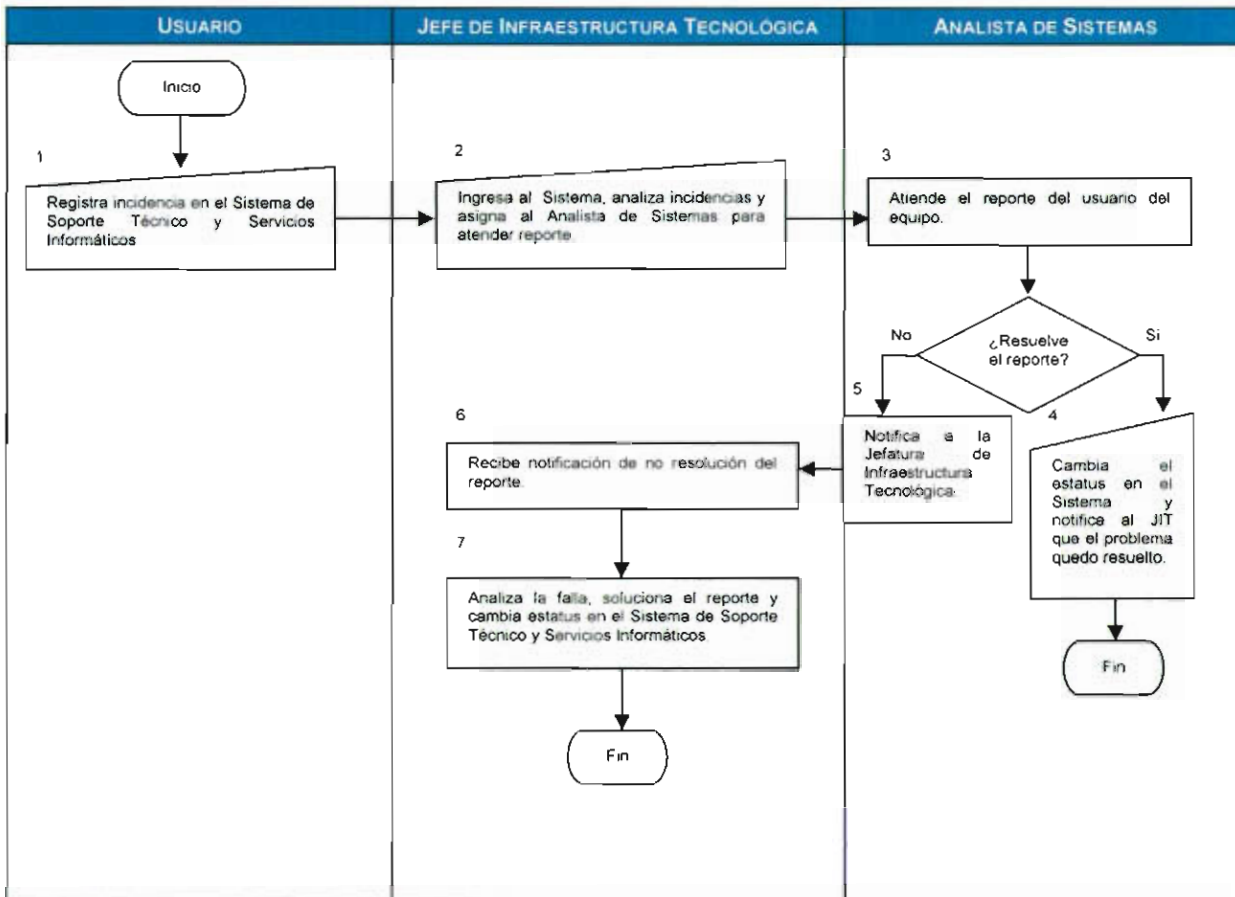 USUARIO
JEFE DE INFRAESTRUCTURA TECNOLÓGICA
ANALISTA DE SISTEMAS
Inicio
1
Registra incidencia en el Sistema de
Soporte Técnico y Servicios
Informáticos
2
Ingresa al Sistema, analiza incidencias y
asigna al Analista de Sistemas para
atender reporte.
3
Atiende el reporte del usuario del
equipo.
¿Resuelve
el reporte?
No
Si
4
Cambia el
estatus en el
Sistema y
notifica al JIT
que el problema
quedo resuelto.
Fin
5
Notifica a la
Jefatura de
Infraestructura
Tecnológica.
6
Recibe notificación de no resolución del
reporte.
7
Analiza la falla, soluciona el reporte y
cambia estatus en el Sistema de Soporte
Técnico y Servicios Informáticos
Fin